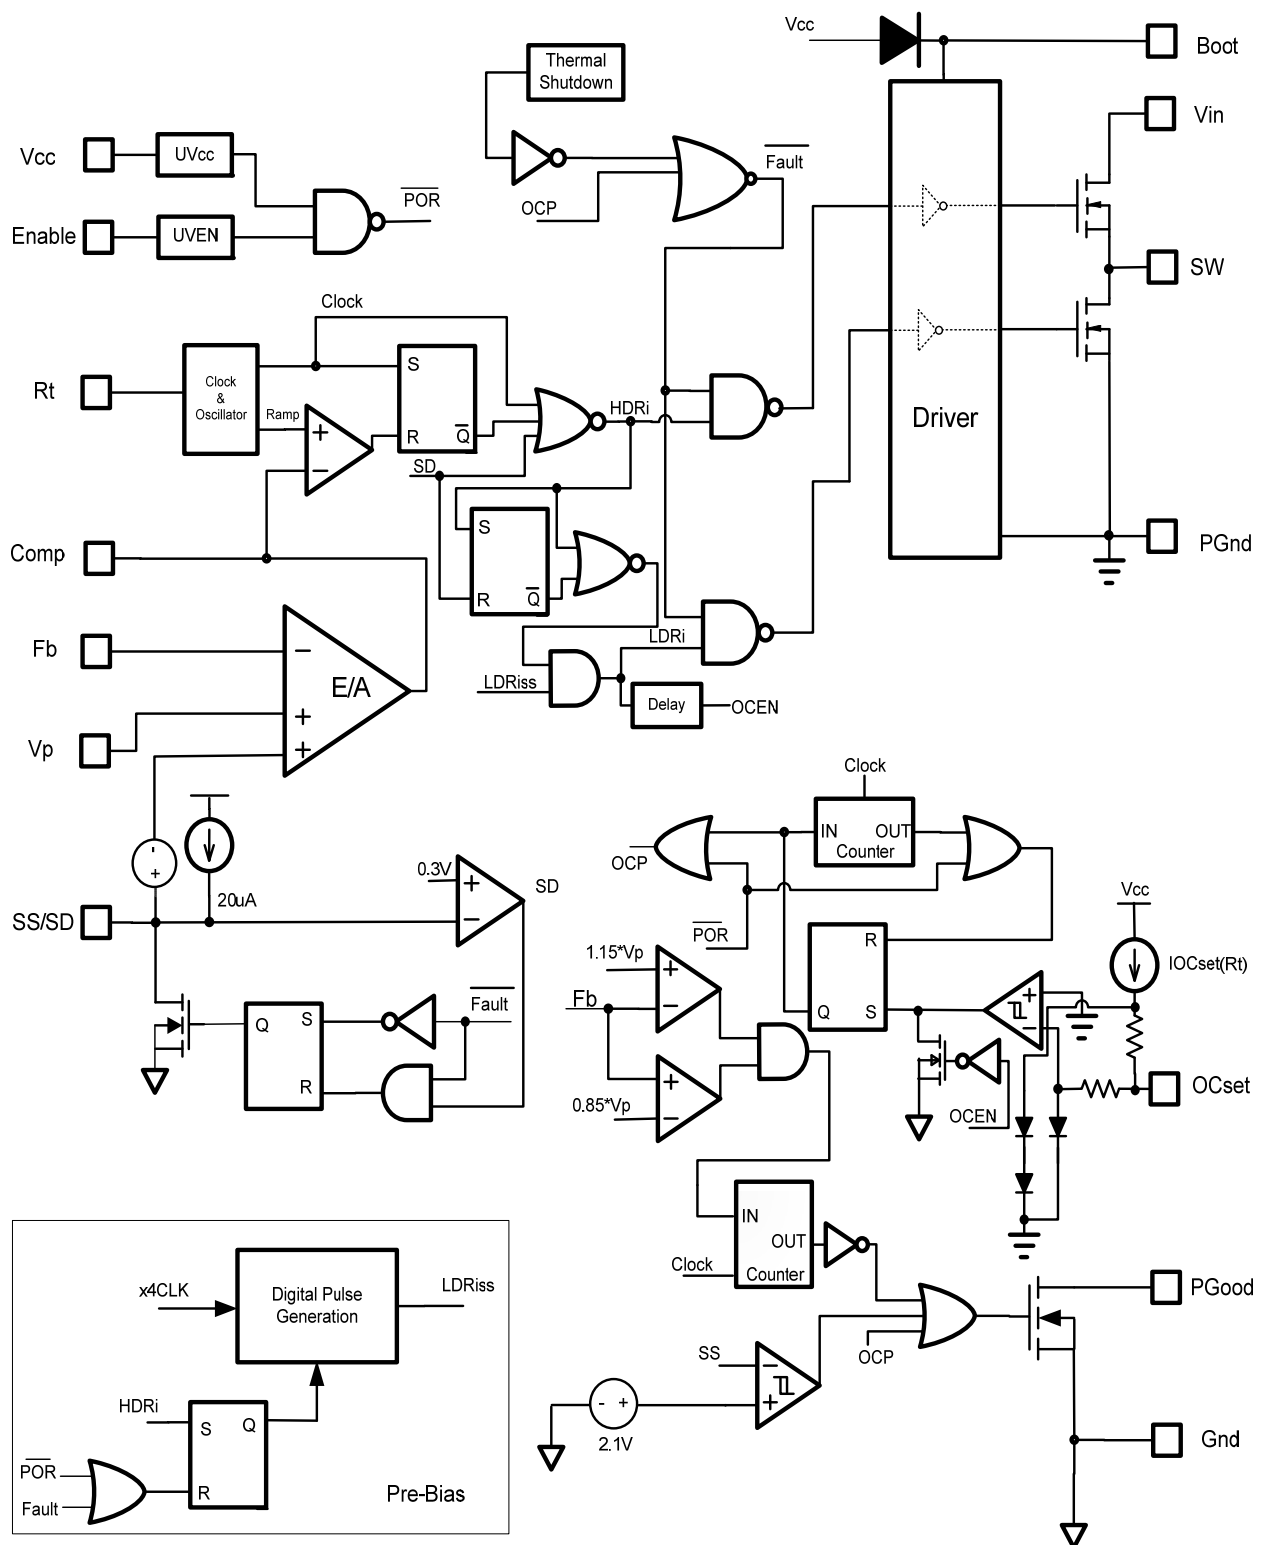 Vcc
Boot
Thermal
Shutdown
Vin
Vcc
UVcc
Fault
POR
OCP
Enable
UVEN
SW
Clock
S
Rt
Clock
&
Oscillator
Ramp
+
−
R
Q
HDRi
Driver
SD
S
R
Q
Comp
PGnd
Fb
−
E/A
+
+
LDRi
LDRiss
Delay
OCEN
Vp
Clock
IN
OUT
Counter
OCP
-
+
20uA
0.3V
+
−
SD
Vcc
SS/SD
POR
R
IOCset(Rt)
1.15*Vp
+
−
Fb
Q
S
+
−
Fault
Q
S
R
+
−
0.85*Vp
OCEN
OCset
IN
OUT
Clock
Counter
x4CLK
Digital Pulse
Generation
LDRiss
PGood
SS
−
+
OCP
HDRi
S
Q
- +
2.1V
Gnd
POR
Fault
R
Pre-Bias